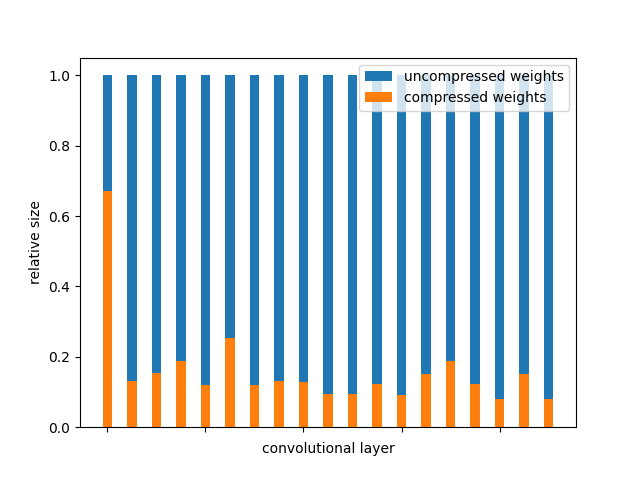 uncompressed weights
compressed weights
1.0
0.8
0.6
0.4
0.2
0.0
relative size
convolutional layer